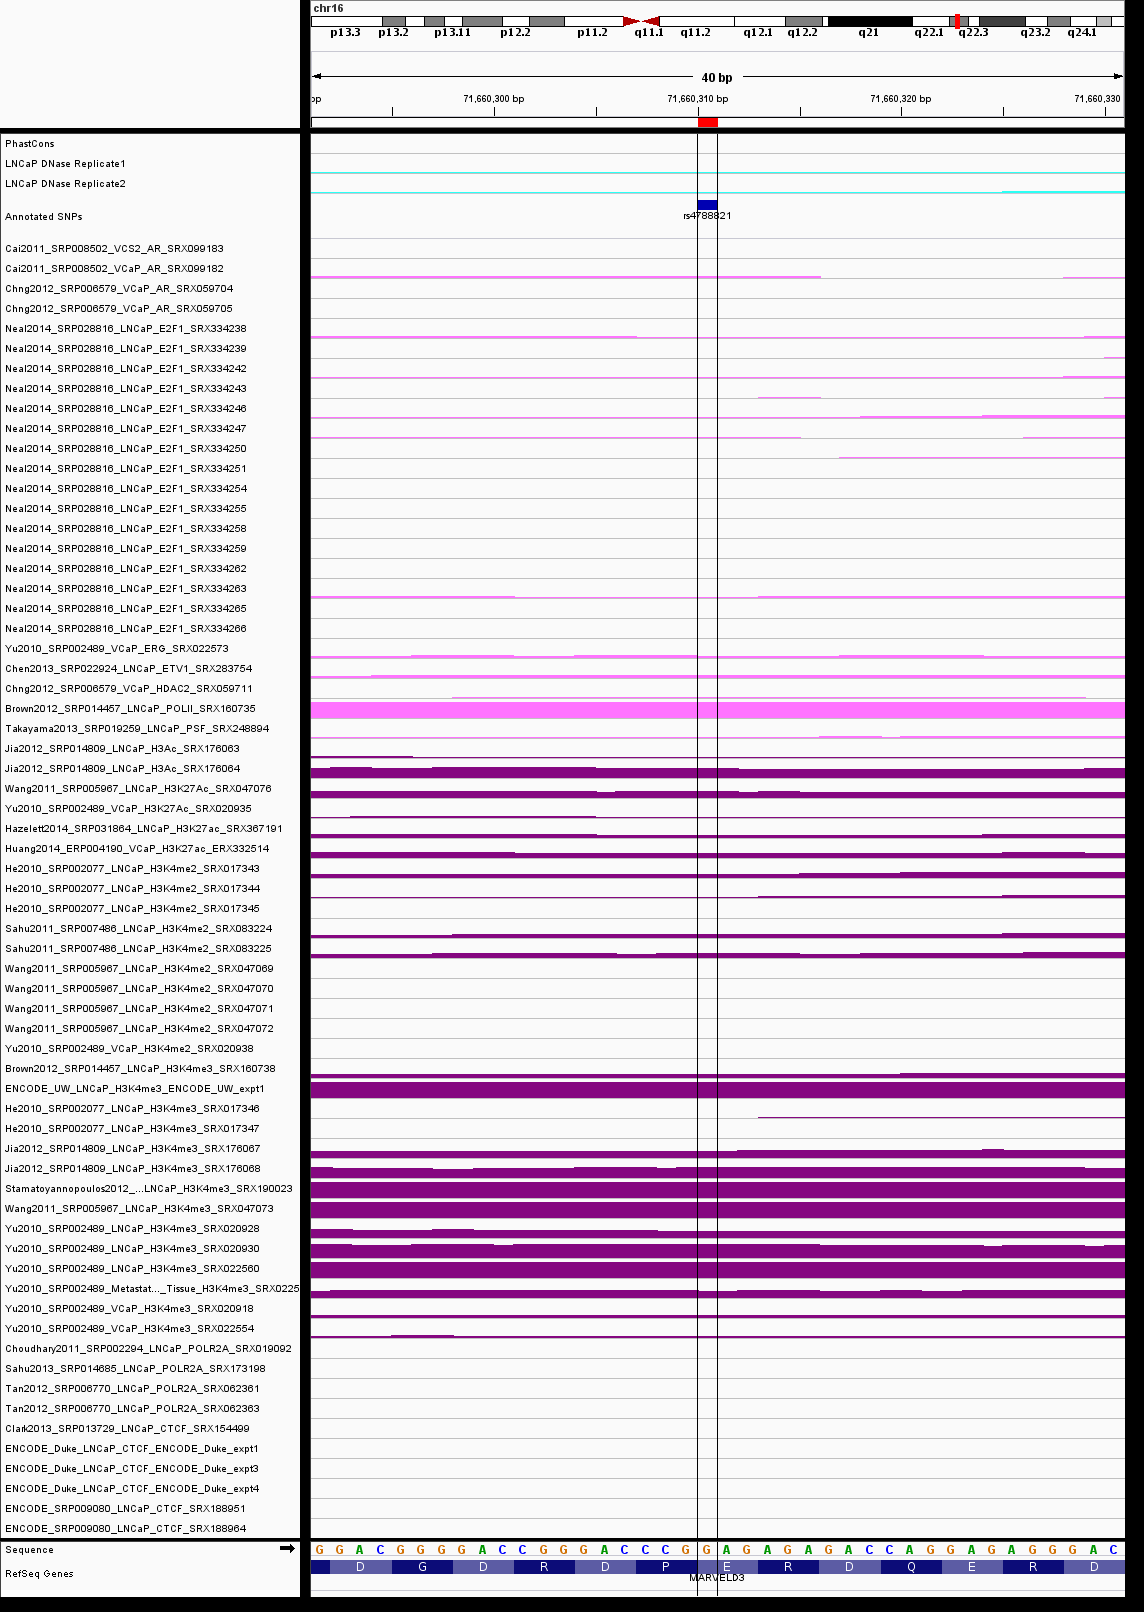 chr16
p13.3 p13.2 p13.11 p12.2 p11.2 q11.1 q11.2 q12.1 q12.2 q21 q22.1 q22.3 q23.2 q24.1
40 bp
bp 71,660,300 bp 71,660,310 bp 71,660,320 bp 71,660,330
PhastCons
LNCaP DNase Replicate1
LNCaP DNase Replicate2
Annotated SNPs rs4788821
Cai2011_SRP008502_VCS2_AR_SRX099183
Cai2011_SRP008502_VCaP_AR_SRX099182
Chng2012_SRP006579_VCaP_AR_SRX059704
Chng2012_SRP006579_VCaP_AR_SRX059705
Neal2014_SRP028816_LNCaP_E2F1_SRX334238
Neal2014_SRP028816_LNCaP_E2F1_SRX334239
Neal2014_SRP028816_LNCaP_E2F1_SRX334242
Neal2014_SRP028816_LNCaP_E2F1_SRX334243
Neal2014_SRP028816_LNCaP_E2F1_SRX334246
Neal2014_SRP028816_LNCaP_E2F1_SRX334247
Neal2014_SRP028816_LNCaP_E2F1_SRX334250
Neal2014_SRP028816_LNCaP_E2F1_SRX334251
Neal2014_SRP028816_LNCaP_E2F1_SRX334254
Neal2014_SRP028816_LNCaP_E2F1_SRX334255
Neal2014_SRP028816_LNCaP_E2F1_SRX334258
Neal2014_SRP028816_LNCaP_E2F1_SRX334259
Neal2014_SRP028816_LNCaP_E2F1_SRX334262
Neal2014_SRP028816_LNCaP_E2F1_SRX334263
Neal2014_SRP028816_LNCaP_E2F1_SRX334265
Neal2014_SRP028816_LNCaP_E2F1_SRX334266
Yu2010_SRP002489_VCaP_ERG_SRX022573
Chen2013_SRP022924_LNCaP_ETV1_SRX283754
Chng2012_SRP006579_VCaP_HDAC2_SRX059711
Brown2012_SRP014457_LNCaP_POLII_SRX160735
Takayama2013_SRP019259_LNCaP_PSF_SRX248894
Jia2012_SRP014809_LNCaP_H3Ac_SRX176063
Jia2012_SRP014809_LNCaP_H3Ac_SRX176064
Wang2011_SRP005967_LNCaP_H3K27Ac_SRX047076
Yu2010_SRP002489_VCaP_H3K27Ac_SRX020935
Hazelett2014_SRP031864_LNCaP_H3K27ac_SRX367191
Huang2014_ERP004190_VCaP_H3K27ac_ERX332514
He2010_SRP002077_LNCaP_H3K4me2_SRX017343
He2010_SRP002077_LNCaP_H3K4me2_SRX017344
He2010_SRP002077_LNCaP_H3K4me2_SRX017345
Sahu2011_SRP007486_LNCaP_H3K4me2_SRX083224
Sahu2011_SRP007486_LNCaP_H3K4me2_SRX083225
Wang2011_SRP005967_LNCaP_H3K4me2_SRX047069
Wang2011_SRP005967_LNCaP_H3K4me2_SRX047070
Wang2011_SRP005967_LNCaP_H3K4me2_SRX047071
Wang2011_SRP005967_LNCaP_H3K4me2_SRX047072
Yu2010_SRP002489_VCaP_H3K4me2_SRX020938
Brown2012_SRP014457_LNCaP_H3K4me3_SRX160738
ENCODE_UW_LNCaP_H3K4me3_ENCODE_UW_expt1
He2010_SRP002077_LNCaP_H3K4me3_SRX017346
He2010_SRP002077_LNCaP_H3K4me3_SRX017347
Jia2012_SRP014809_LNCaP_H3K4me3_SRX176067
Jia2012_SRP014809_LNCaP_H3K4me3_SRX176068
Stamatoyannopoulos2012_..._LNCaP_H3K4me3_SRX190023
Wang2011_SRP005967_LNCaP_H3K4me3_SRX047073
Yu2010_SRP002489_LNCaP_H3K4me3_SRX020928
Yu2010_SRP002489_LNCaP_H3K4me3_SRX020930
Yu2010_SRP002489_LNCaP_H3K4me3_SRX022560
Yu2010_SRP002489_Metastat..._Tissue_H3K4me3_SRX0225
Yu2010_SRP002489_VCaP_H3K4me3_SRX020918
Yu2010_SRP002489_VCaP_H3K4me3_SRX022554
Choudhary2011_SRP002294_LNCaP_POLR2A_SRX019092
Sahu2013_SRP014685_LNCaP_POLR2A_SRX173198
Tan2012_SRP006770_LNCaP_POLR2A_SRX062361
Tan2012_SRP006770_LNCaP_POLR2A_SRX062363
Clark2013_SRP013729_LNCaP_CTCF_SRX154499
ENCODE_Duke_LNCaP_CTCF_ENCODE_Duke_expt1
ENCODE_Duke_LNCaP_CTCF_ENCODE_Duke_expt3
ENCODE_Duke_LNCaP_CTCF_ENCODE_Duke_expt4
ENCODE_SRP009080_LNCaP_CTCF_SRX188951
ENCODE_SRP009080_LNCaP_CTCF_SRX188964
Sequence G G A C G G G G A C C G G G A C C C G G A G A G A G A C C A G G A G A G G G A C
RefSeq Genes D G D R D P E R D Q E R D
MARVELD3